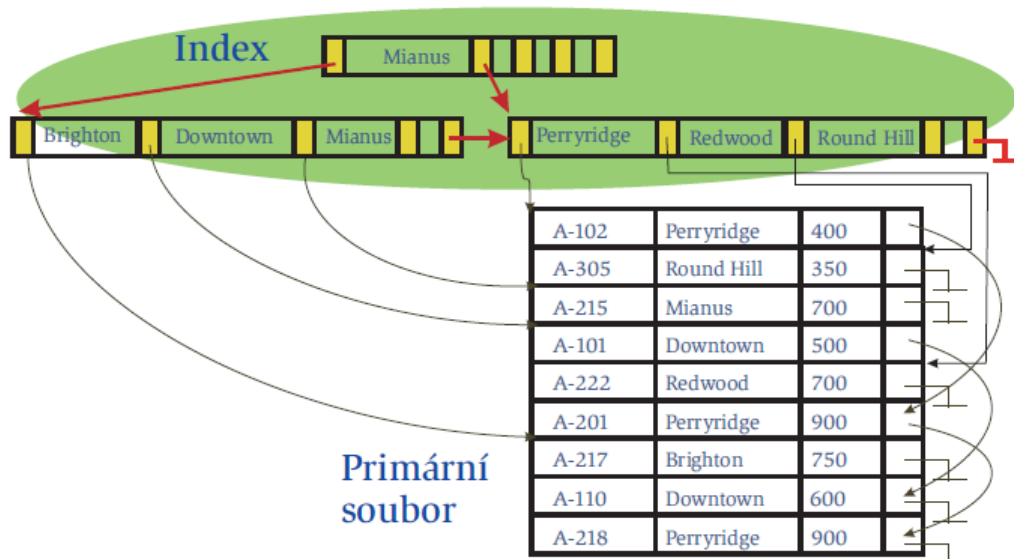 Index
Mianus
Brighton Downtown Mianus
Perryridge Redwood Round Hill
A-102 Perryridge 400
A-305 Round Hill 350
A-215 Mianus 700
A-101 Downtown 500
A-222 Redwood 700
A-201 Perryridge 900
A-217 Brighton 750
A-110 Downtown 600
A-218 Perryridge 900
Primární
soubor